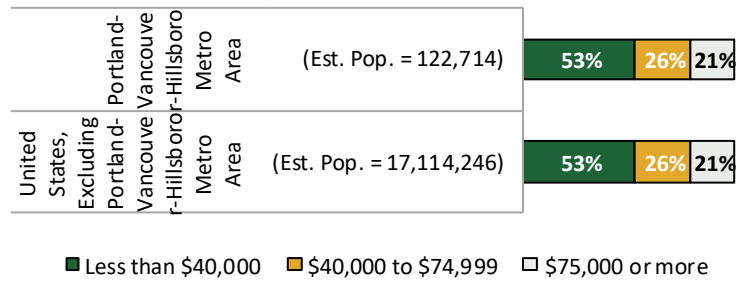 Portland-
Vancouve
r-Hillsboro
Metro
Area
(Est. Pop. = 122,714)
53%
26%
21%
United
States,
Excluding
Portland-
Vancouve
r-Hillsboro
Metro
Area
(Est. Pop. = 17,114,246)
53%
26%
21%
Less than $40,000
$40,000 to $74,999
$75,000 or more